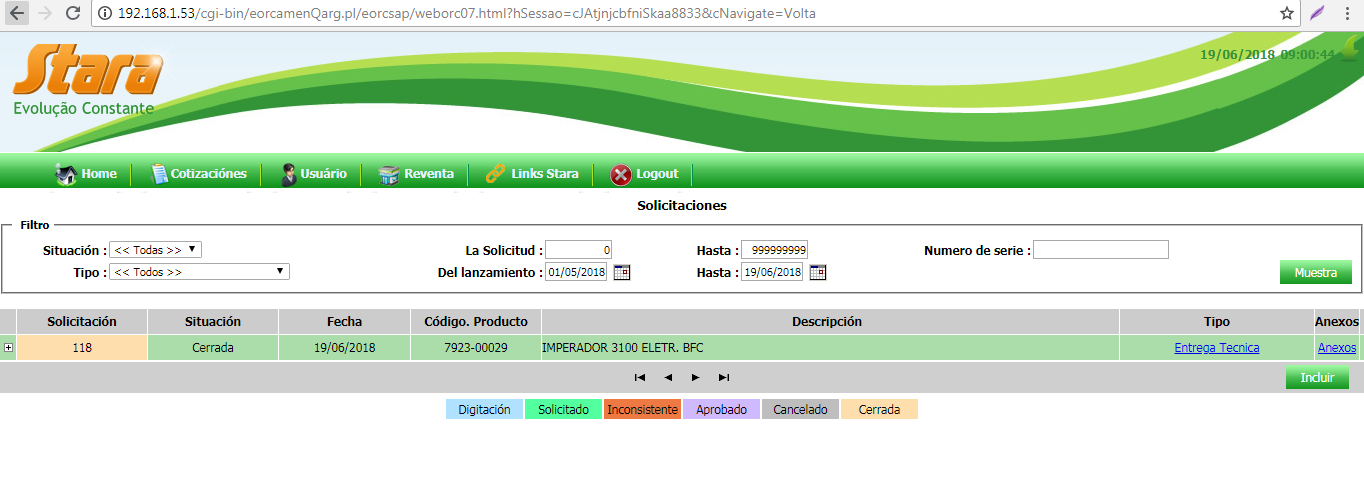 192.168.1.53/cgi-bin/eorcamenQarg.pl/eorcsap/weborc07.html?hSessao=cJAtjnjcbfniSkaa8833&cNavigate=Volta
19/06/2018 09:00:44
Stara
Evolução Constante
Home Cotizaciónes Usuário Reventa Links Stara Logout
Solicitaciones
Filtro
Situación : << Todas >> La Solicitud : 0 Hasta : 999999999 Numero de serie :
Tipo : << Todos >> Del lanzamiento : 01/05/2018 Hasta : 19/06/2018
Muestra
Solicitación Situación Fecha Código. Producto Descripción Tipo Anexos
118 Cerrada 19/06/2018 7923-00029 IMPERADOR 3100 ELETR. BFC Entrega Tecnica Anexos
Incluir
Digitación Solicitado Inconsistente Aprobado Cancelado Cerrada